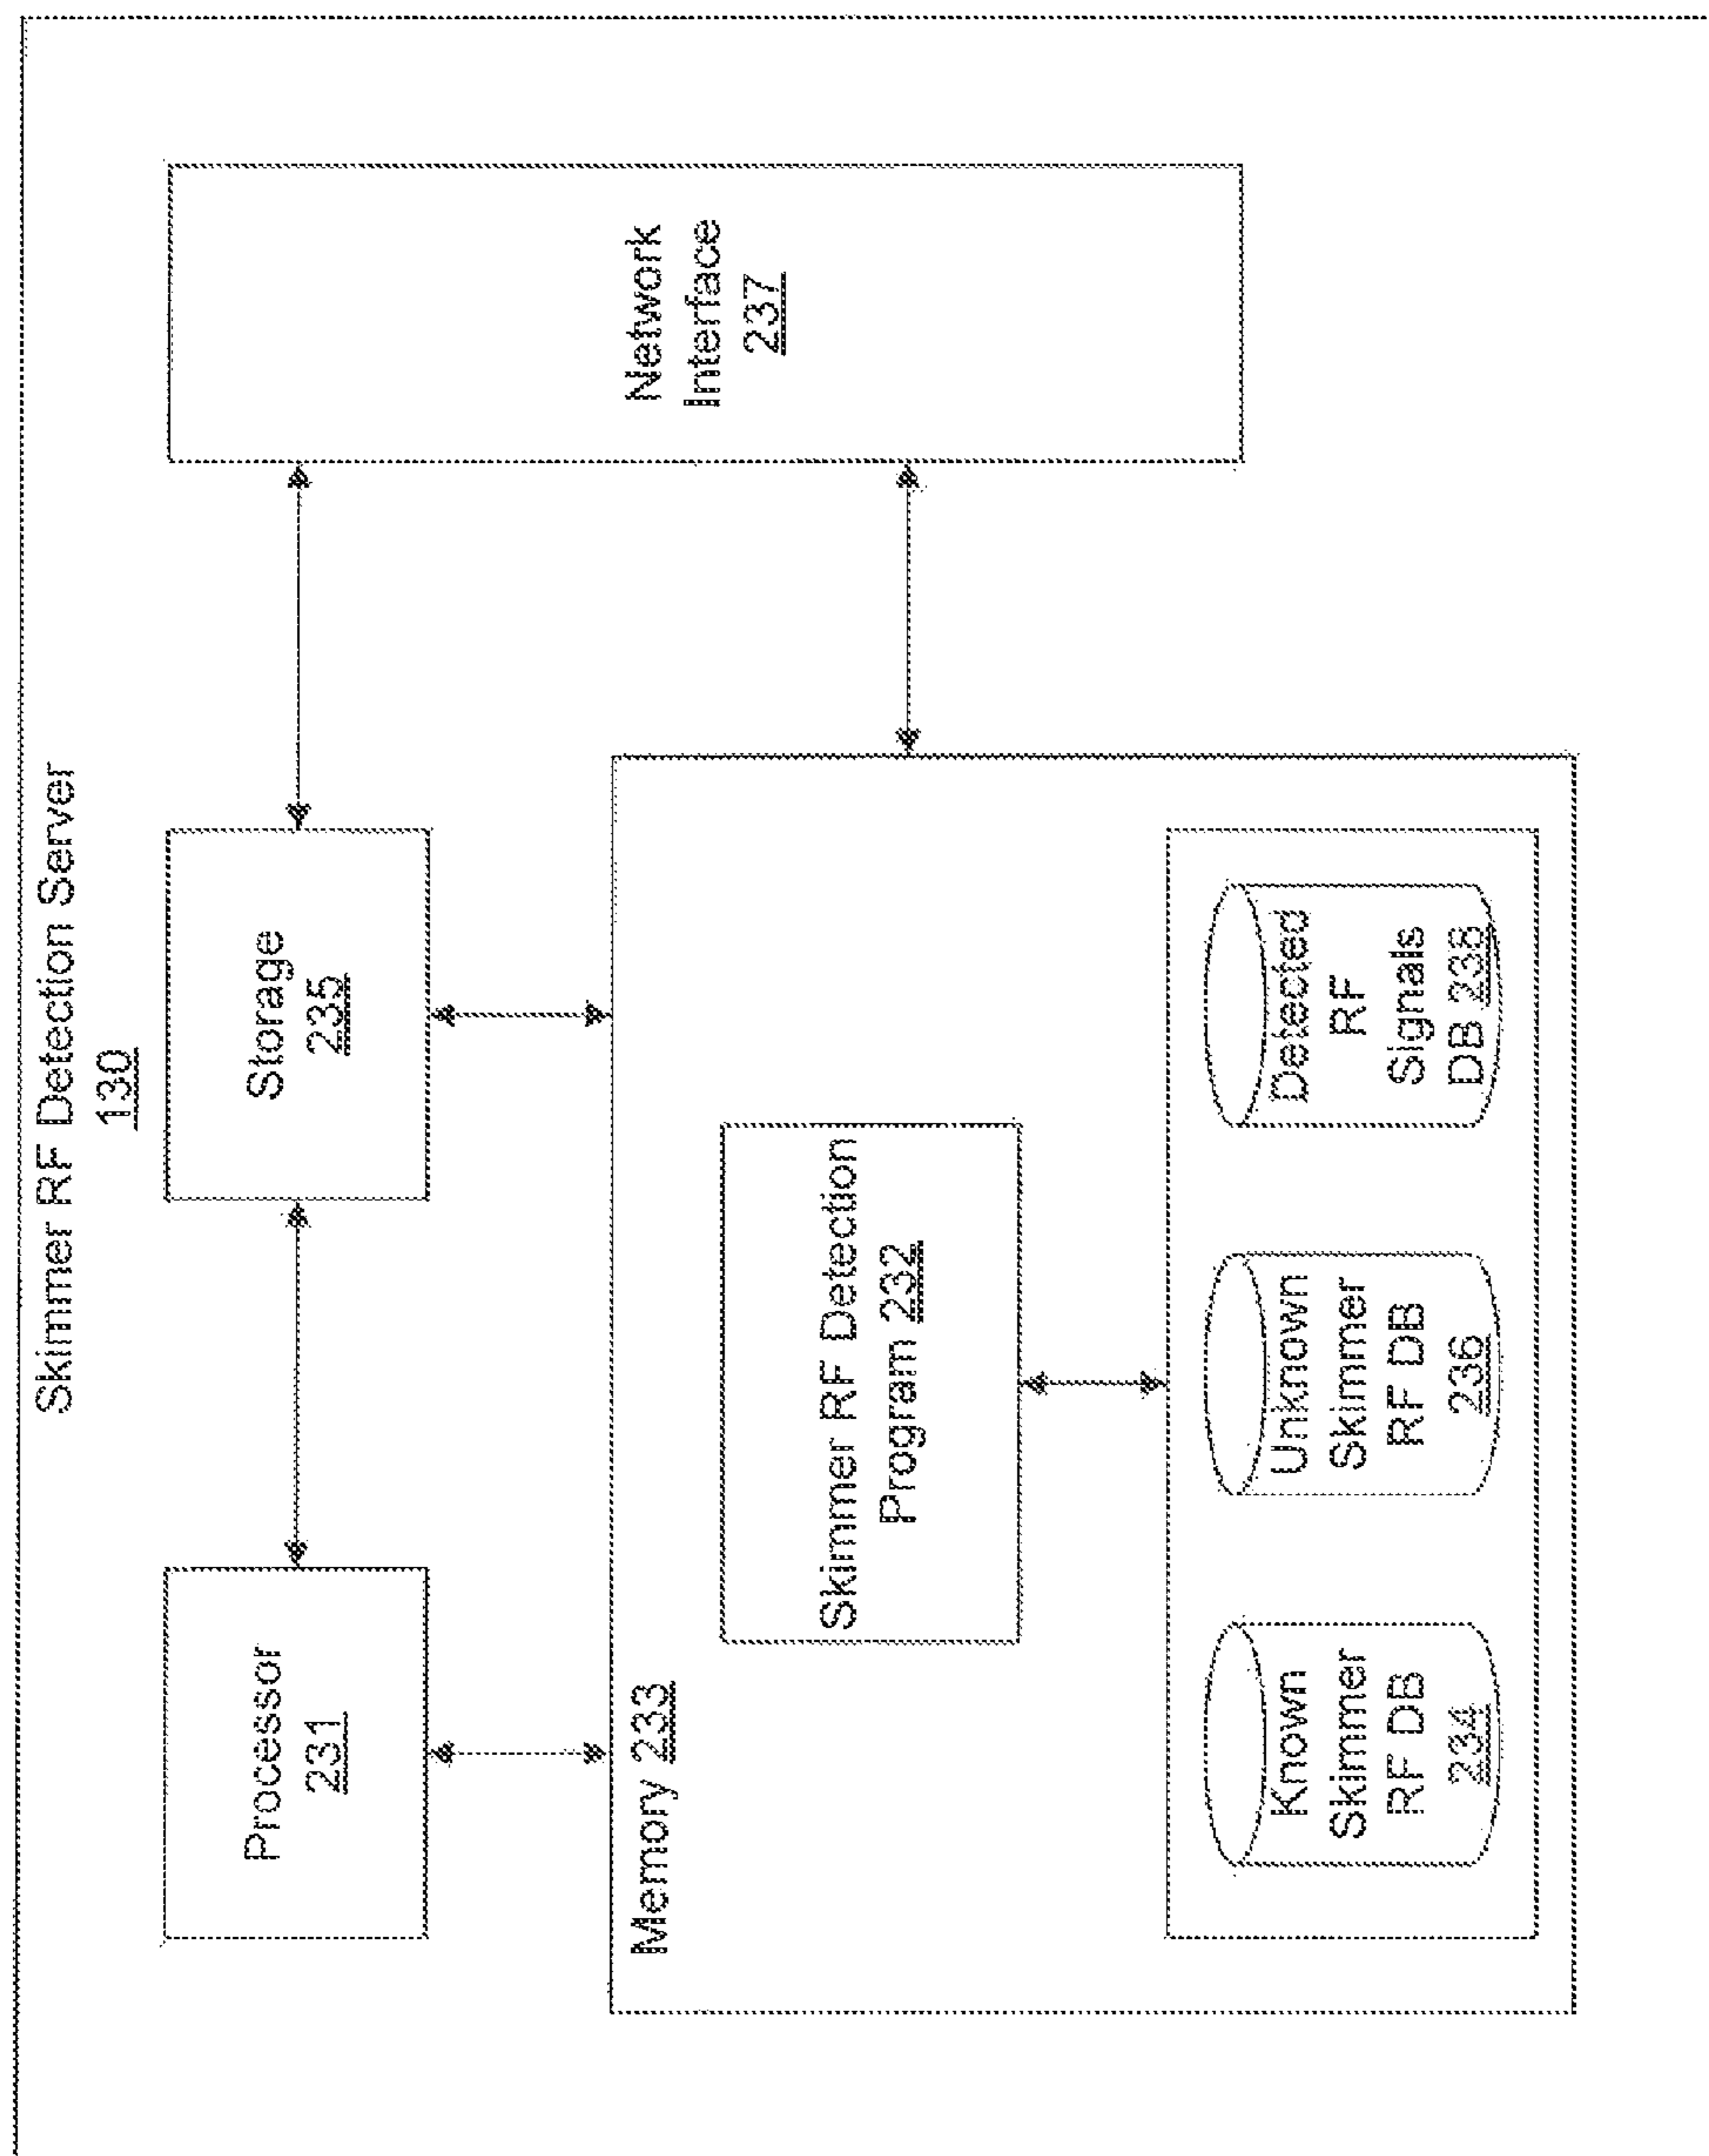 Skimmer RF Detection Server
130
Processor
231
Storage
235
Network
Interface
237
Memory 233
Skimmer RF Detection
Program 232
Known
Skimmer
RF DB
234
Unknown
Skimmer
RF DB
236
Detected
RF
Signals
DB 238